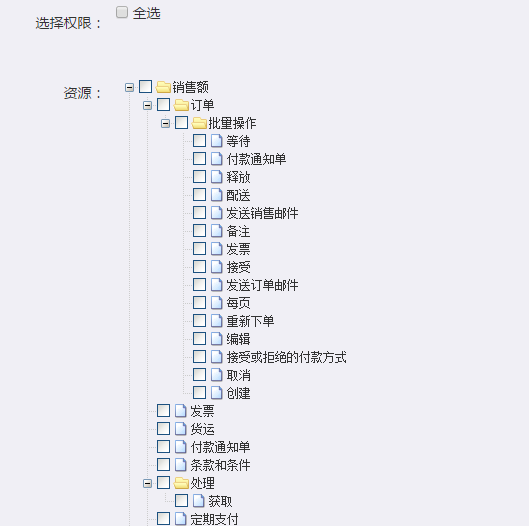 选择权限： 全选
资源： 销售额
订单
批量操作
等待
付款通知单
释放
配送
发送销售邮件
备注
发票
接受
发送订单邮件
每页
重新下单
编辑
接受或拒绝的付款方式
取消
创建
发票
货运
付款通知单
条款和条件
处理
获取
定期支付